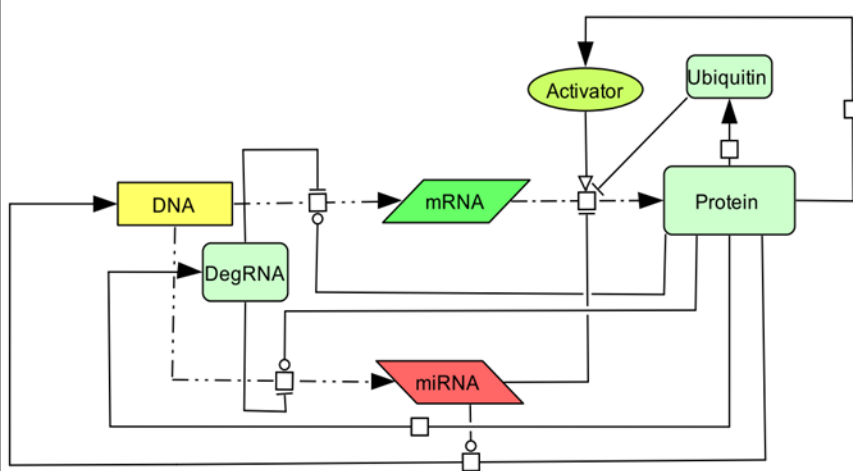 Activator
Ubiquitin
DNA
mRNA
Protein
DegRNA
miRNA